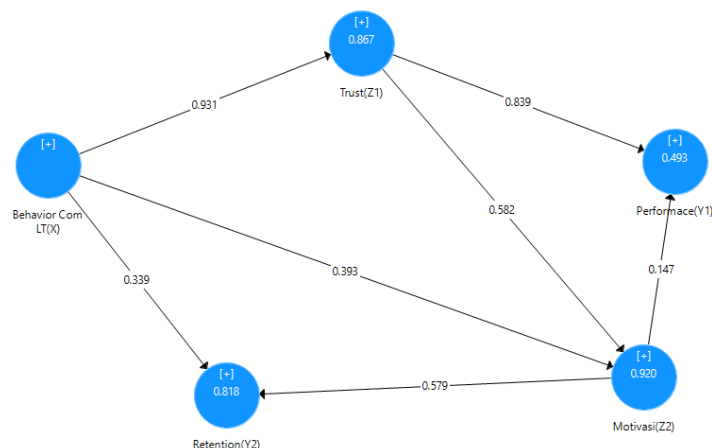 [+]
0.867
Trust(Z1)
0.931
0.839
[+]
[+]
0.493
Behavior Com
LT(X)
Performace(Y1)
0.582
0.393
0.147
0.339
[+]
0.920
[+]
0.818
0.579
Motivasi(Z2)
Retention(Y2)